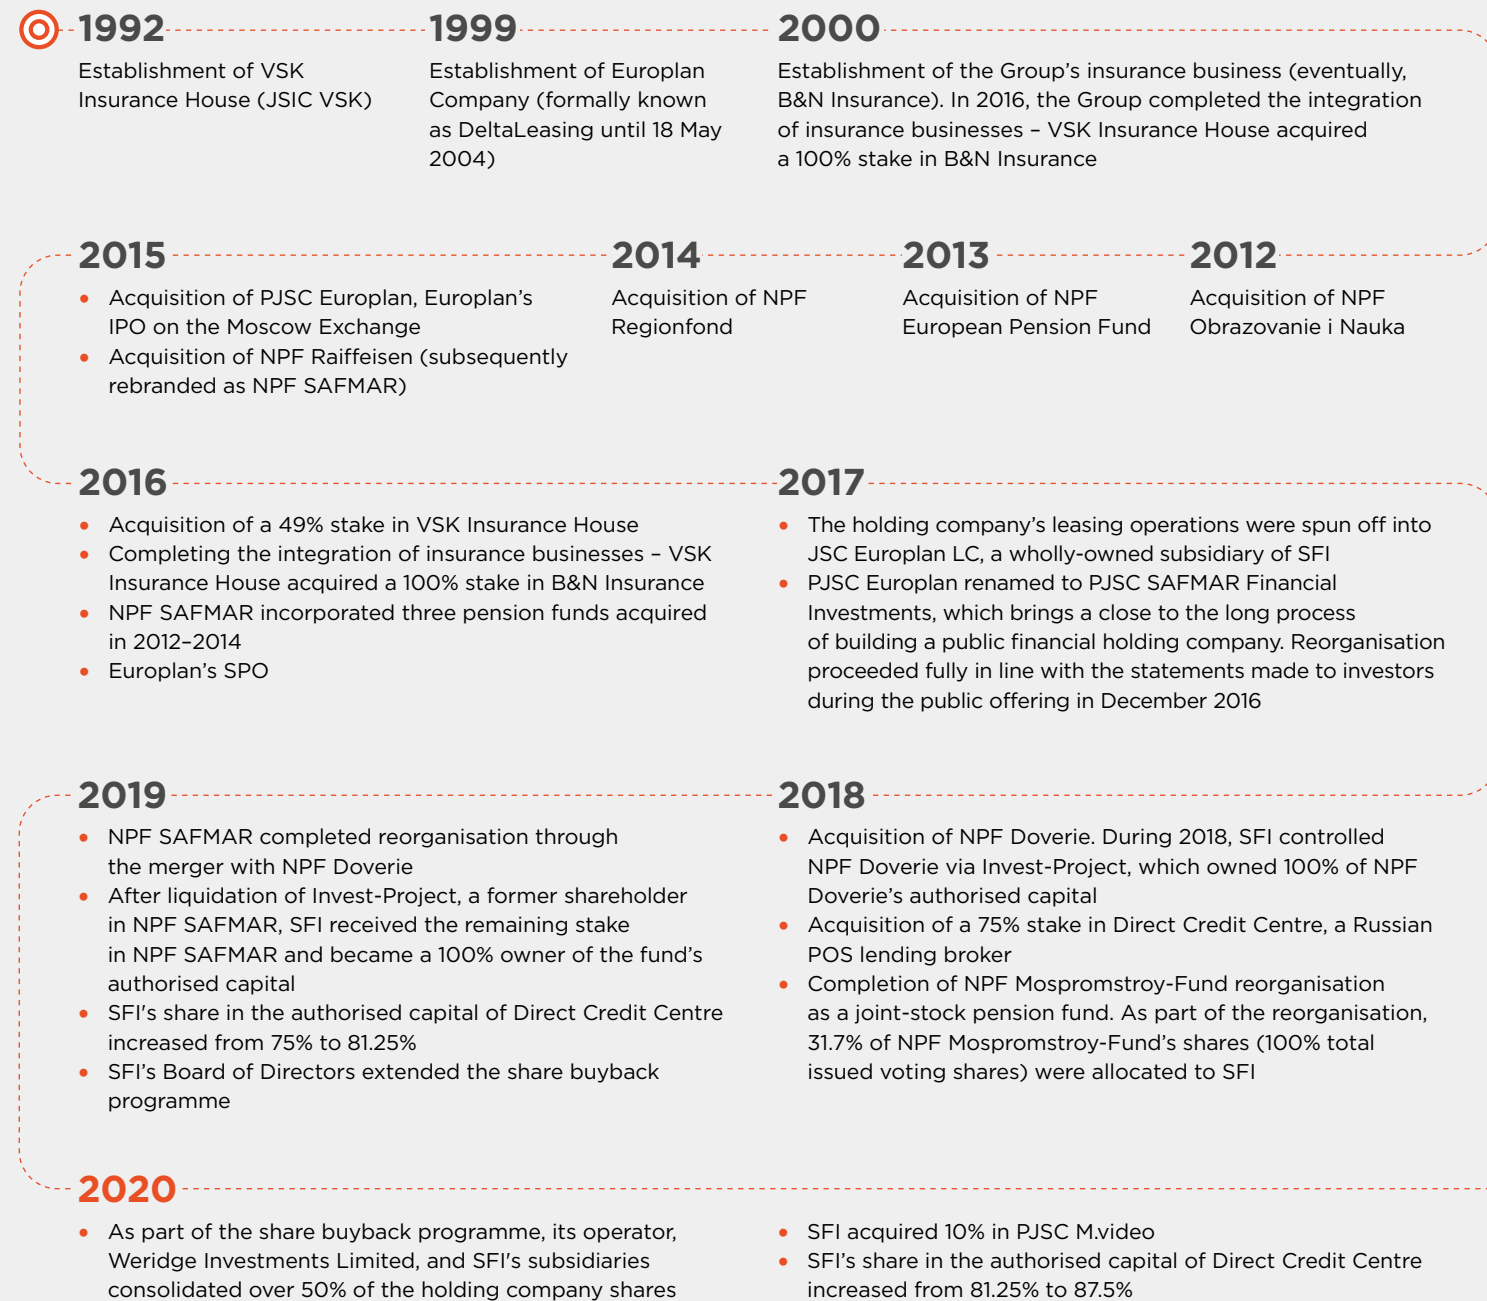 1992
Establishment of VSK
Insurance House (JSIC VSK)
1999
Establishment of Europlan
Company (formally known
as DeltaLeasing until 18 May
2004)
2000
Establishment of the Group’s insurance business (eventually,
B&N Insurance). In 2016, the Group completed the integration
of insurance businesses – VSK Insurance House acquired
a 100% stake in B&N Insurance
2012
Acquisition of NPF
Obrazovanie i Nauka
2013
Acquisition of NPF
European Pension Fund
2014
Acquisition of NPF
Regionfond
2015
• Acquisition of PJSC Europlan, Europlan’s
IPO on the Moscow Exchange
• Acquisition of NPF Raiffeisen (subsequently
rebranded as NPF SAFMAR)
2016
• Acquisition of a 49% stake in VSK Insurance House
• Completing the integration of insurance businesses – VSK
Insurance House acquired a 100% stake in B&N Insurance
• NPF SAFMAR incorporated three pension funds acquired
in 2012–2014
• Europlan’s SPO
2017
• The holding company’s leasing operations were spun off into
JSC Europlan LC, a wholly-owned subsidiary of SFI
• PJSC Europlan renamed to PJSC SAFMAR Financial
Investments, which brings a close to the long process
of building a public financial holding company. Reorganisation
proceeded fully in line with the statements made to investors
during the public offering in December 2016
2018
• Acquisition of NPF Doverie. During 2018, SFI controlled
NPF Doverie via Invest-Project, which owned 100% of NPF
Doverie’s authorised capital
• Acquisition of a 75% stake in Direct Credit Centre, a Russian
POS lending broker
• Completion of NPF Mospromstroy-Fund reorganisation
as a joint-stock pension fund. As part of the reorganisation,
31.7% of NPF Mospromstroy-Fund’s shares (100% total
issued voting shares) were allocated to SFI
2019
• NPF SAFMAR completed reorganisation through
the merger with NPF Doverie
• After liquidation of Invest-Project, a former shareholder
in NPF SAFMAR, SFI received the remaining stake
in NPF SAFMAR and became a 100% owner of the fund’s
authorised capital
• SFI's share in the authorised capital of Direct Credit Centre
increased from 75% to 81.25%
• SFI’s Board of Directors extended the share buyback
programme
2020
• As part of the share buyback programme, its operator,
Weridge Investments Limited, and SFI's subsidiaries
consolidated over 50% of the holding company shares
• SFI acquired 10% in PJSC M.video
• SFI’s share in the authorised capital of Direct Credit Centre
increased from 81.25% to 87.5%